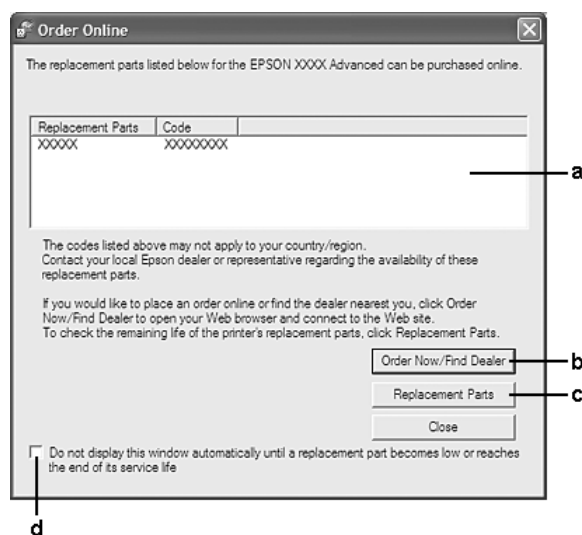 Order Online
The replacement parts listed below for the EPSON XXXX Advanced can be purchased online.
Replacement Parts Code
XXXXX XXXXXXXX
a
The codes listed above may not apply to your country/region.
Contact your local Epson dealer or representative regarding the availability of these
replacement parts.
If you would like to place an order online or find the dealer nearest you, click Order
Now/Find Dealer to open your Web browser and connect to the Web site.
To check the remaining life of the printer's replacement parts, click Replacement Parts.
Order Now/Find Dealer
b
Replacement Parts
c
Close
Do not display this window automatically until a replacement part becomes low or reaches
the end of its service life
d